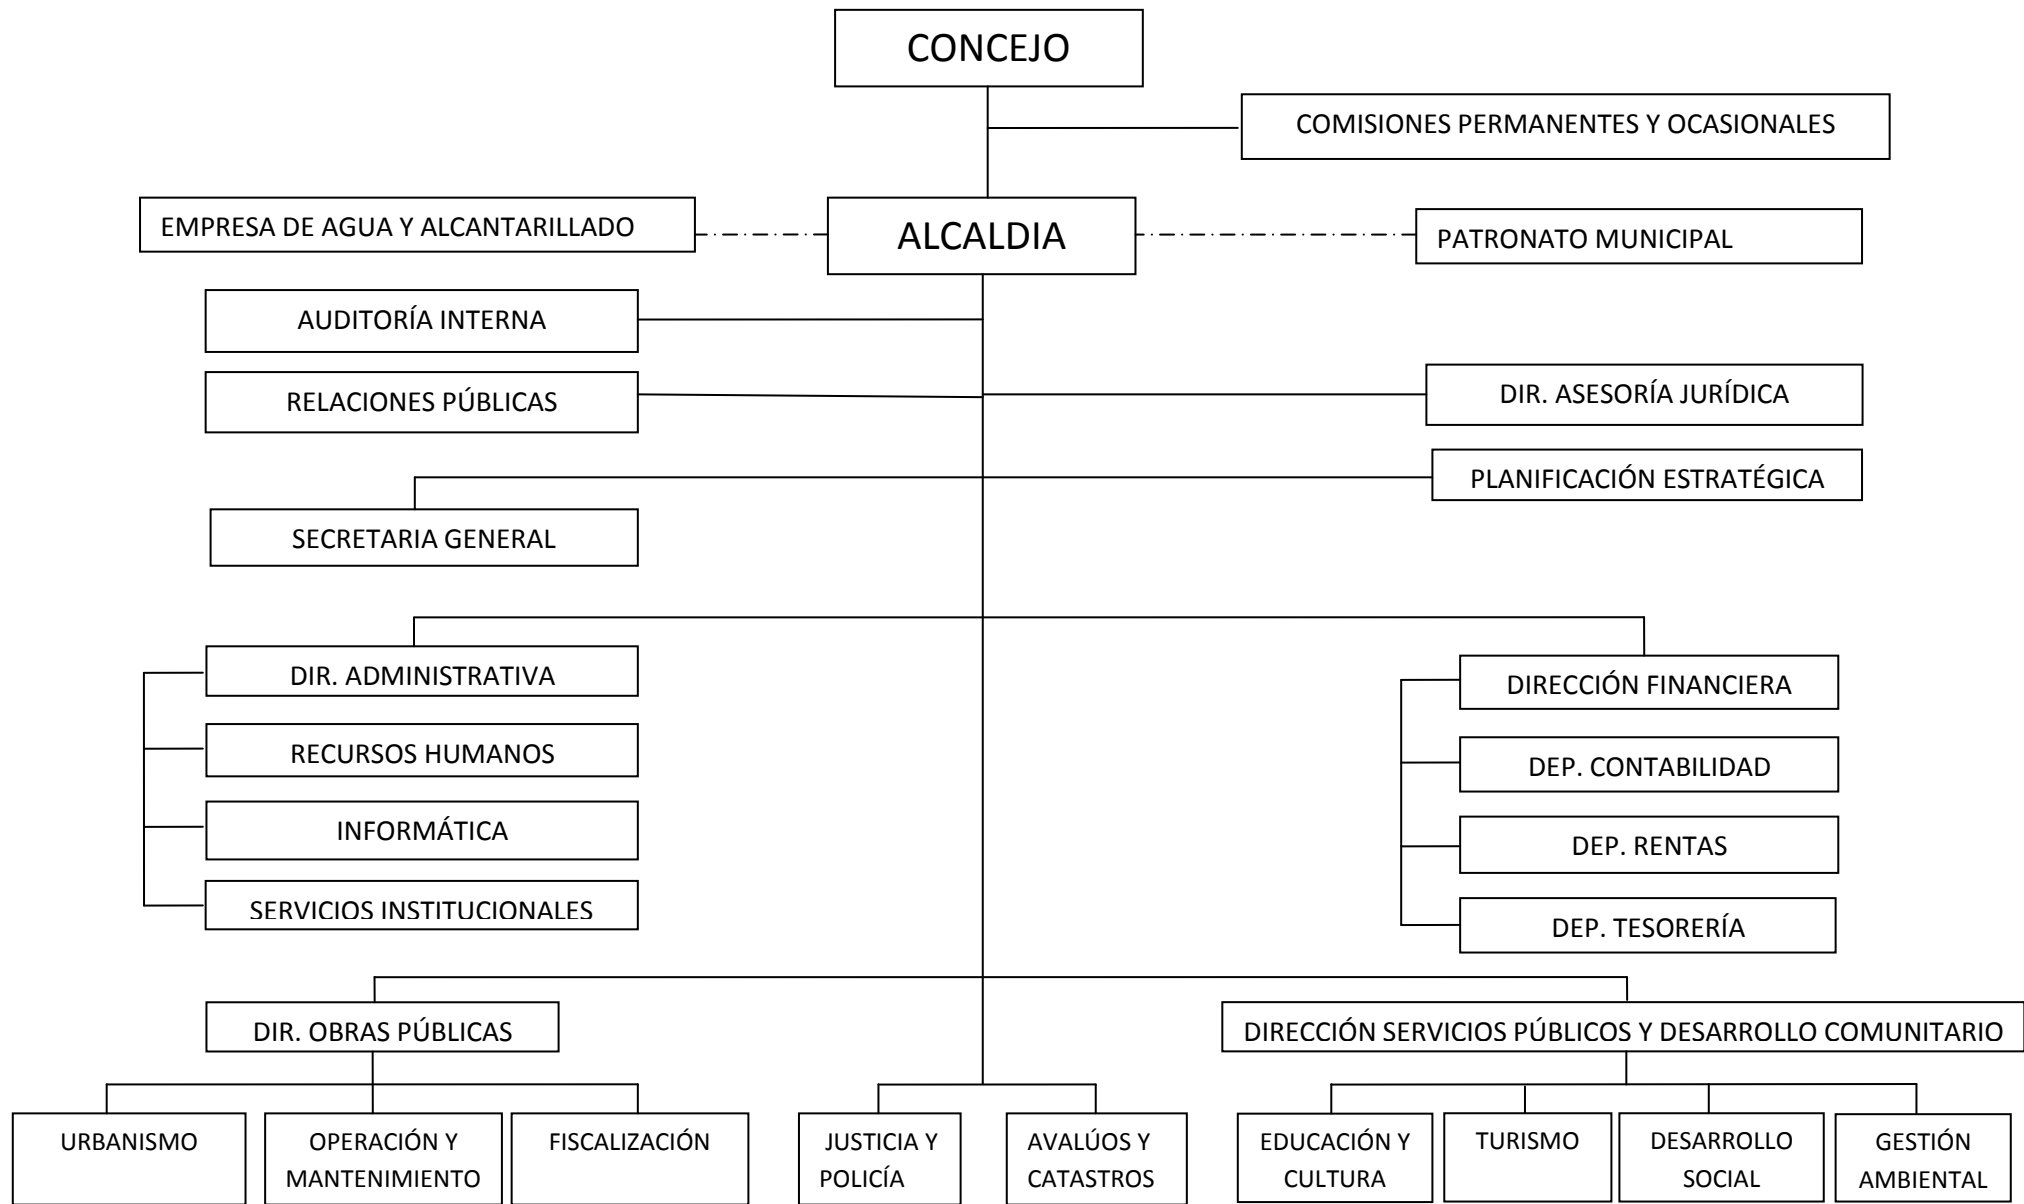 CONCEJO
COMISIONES PERMANENTES Y OCASIONALES
EMPRESA DE AGUA Y ALCANTARILLADO
ALCALDIA
PATRONATO MUNICIPAL
AUDITORÍA INTERNA
RELACIONES PÚBLICAS
DIR. ASESORÍA JURÍDICA
PLANIFICACIÓN ESTRATÉGICA
SECRETARIA GENERAL
DIR. ADMINISTRATIVA
RECURSOS HUMANOS
INFORMÁTICA
SERVICIOS INSTITUCIONALES
DIRECCIÓN FINANCIERA
DEP. CONTABILIDAD
DEP. RENTAS
DEP. TESORERÍA
DIR. OBRAS PÚBLICAS
DIRECCIÓN SERVICIOS PÚBLICOS Y DESARROLLO COMUNITARIO
URBANISMO
OPERACIÓN Y
MANTENIMIENTO
FISCALIZACIÓN
JUSTICIA Y
POLICÍA
AVALÚOS Y
CATASTROS
EDUCACIÓN Y
CULTURA
TURISMO
DESARROLLO
SOCIAL
GESTIÓN
AMBIENTAL